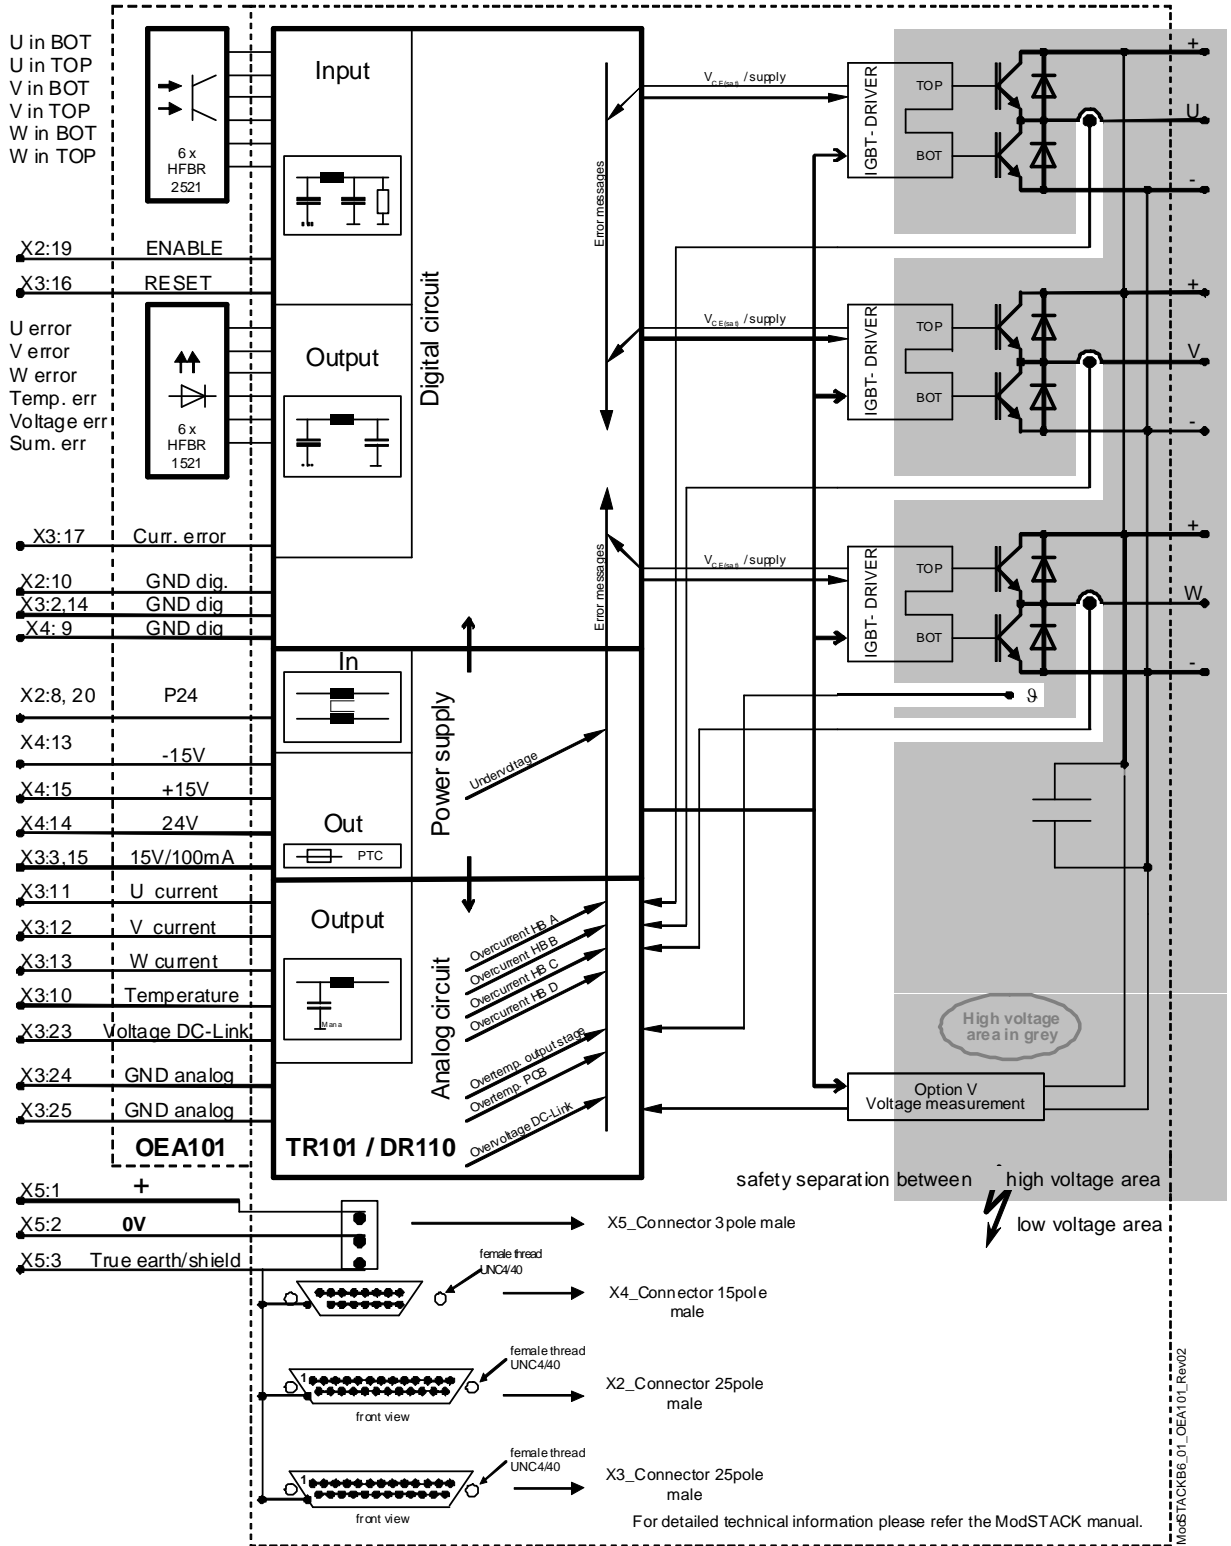 U in BOT
U in TOP
V in BOT
V in TOP
W in BOT
W in TOP
6 x
HFBR
2521
Input
X2:19 ENABLE
X3:16 RESET
U error
V error
W error
Temp. err
Voltage err
Sum. err
6 x
HFBR
1521
Output
Digital circuit
X3:17 Curr. error
X2:10 GND dig.
X3:2,14 GND dig
X4: 9 GND dig
Error messages
Error messages
VCE(sat) / supply
IGBT- DRIVER
TOP
BOT
+
U
-
VCE(sat) / supply
IGBT- DRIVER
TOP
BOT
+
V
-
VCE(sat) / supply
IGBT- DRIVER
TOP
BOT
+
W
-
ϑ
X2:8, 20 P24
X4:13 -15V
X4:15 +15V
X4:14 24V
X3:3,15 15V/100mA
In
Out
PTC
Power supply
Undervoltage
X3:11 U current
X3:12 V current
X3:13 W current
X3:10 Temperature
X3:23 Voltage DC-Link
X3:24 GND analog
X3:25 GND analog
OEA101
Output
Mana
Analog circuit
Overcurrent HB A
Overcurrent HB B
Overcurrent HB C
Overcurrent HB D
Overtemp. output stage
Overtemp. PCB
Overvoltage DC-Link
TR101 / DR110
High voltage
area in grey
Option V
Voltage measurement
safety separation between high voltage area
low voltage area
X5:1 +
X5:2 0V
X5:3 True earth/shield
X5_Connector 3pole male
female thread
UNC4/40
X4_Connector 15pole
male
1
female thread
UNC4/40
front view
X2_Connector 25pole
male
1
female thread
UNC4/40
front view
X3_Connector 25pole
male
For detailed technical information please refer the ModSTACK manual.
ModSTACKB6_01_OEA101_Rev02